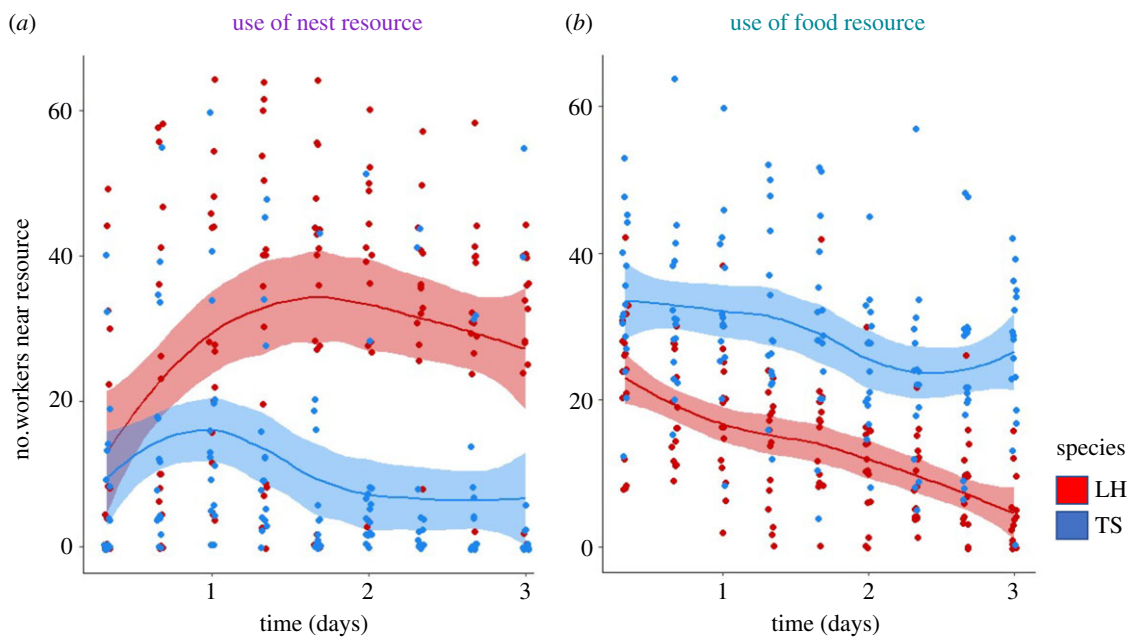 (a)
use of nest resource
(b)
use of food resource
no.workers near resource
60
40
20
0
1
2
3
time (days)
60
40
20
0
1
2
3
time (days)
species
LH
TS